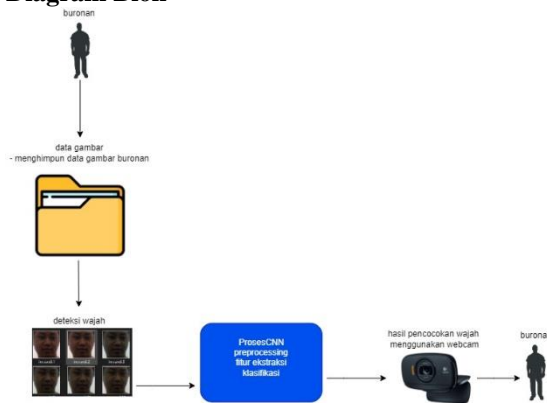 Diagram Blok
buronan
data gambar
- menghimpun data gambar buronan
deteksi wajah
ProsesCNN
preprocessing
fitur ekstraksi
klasifikasi
hasil pencocokan wajah
menggunakan webcam
burona